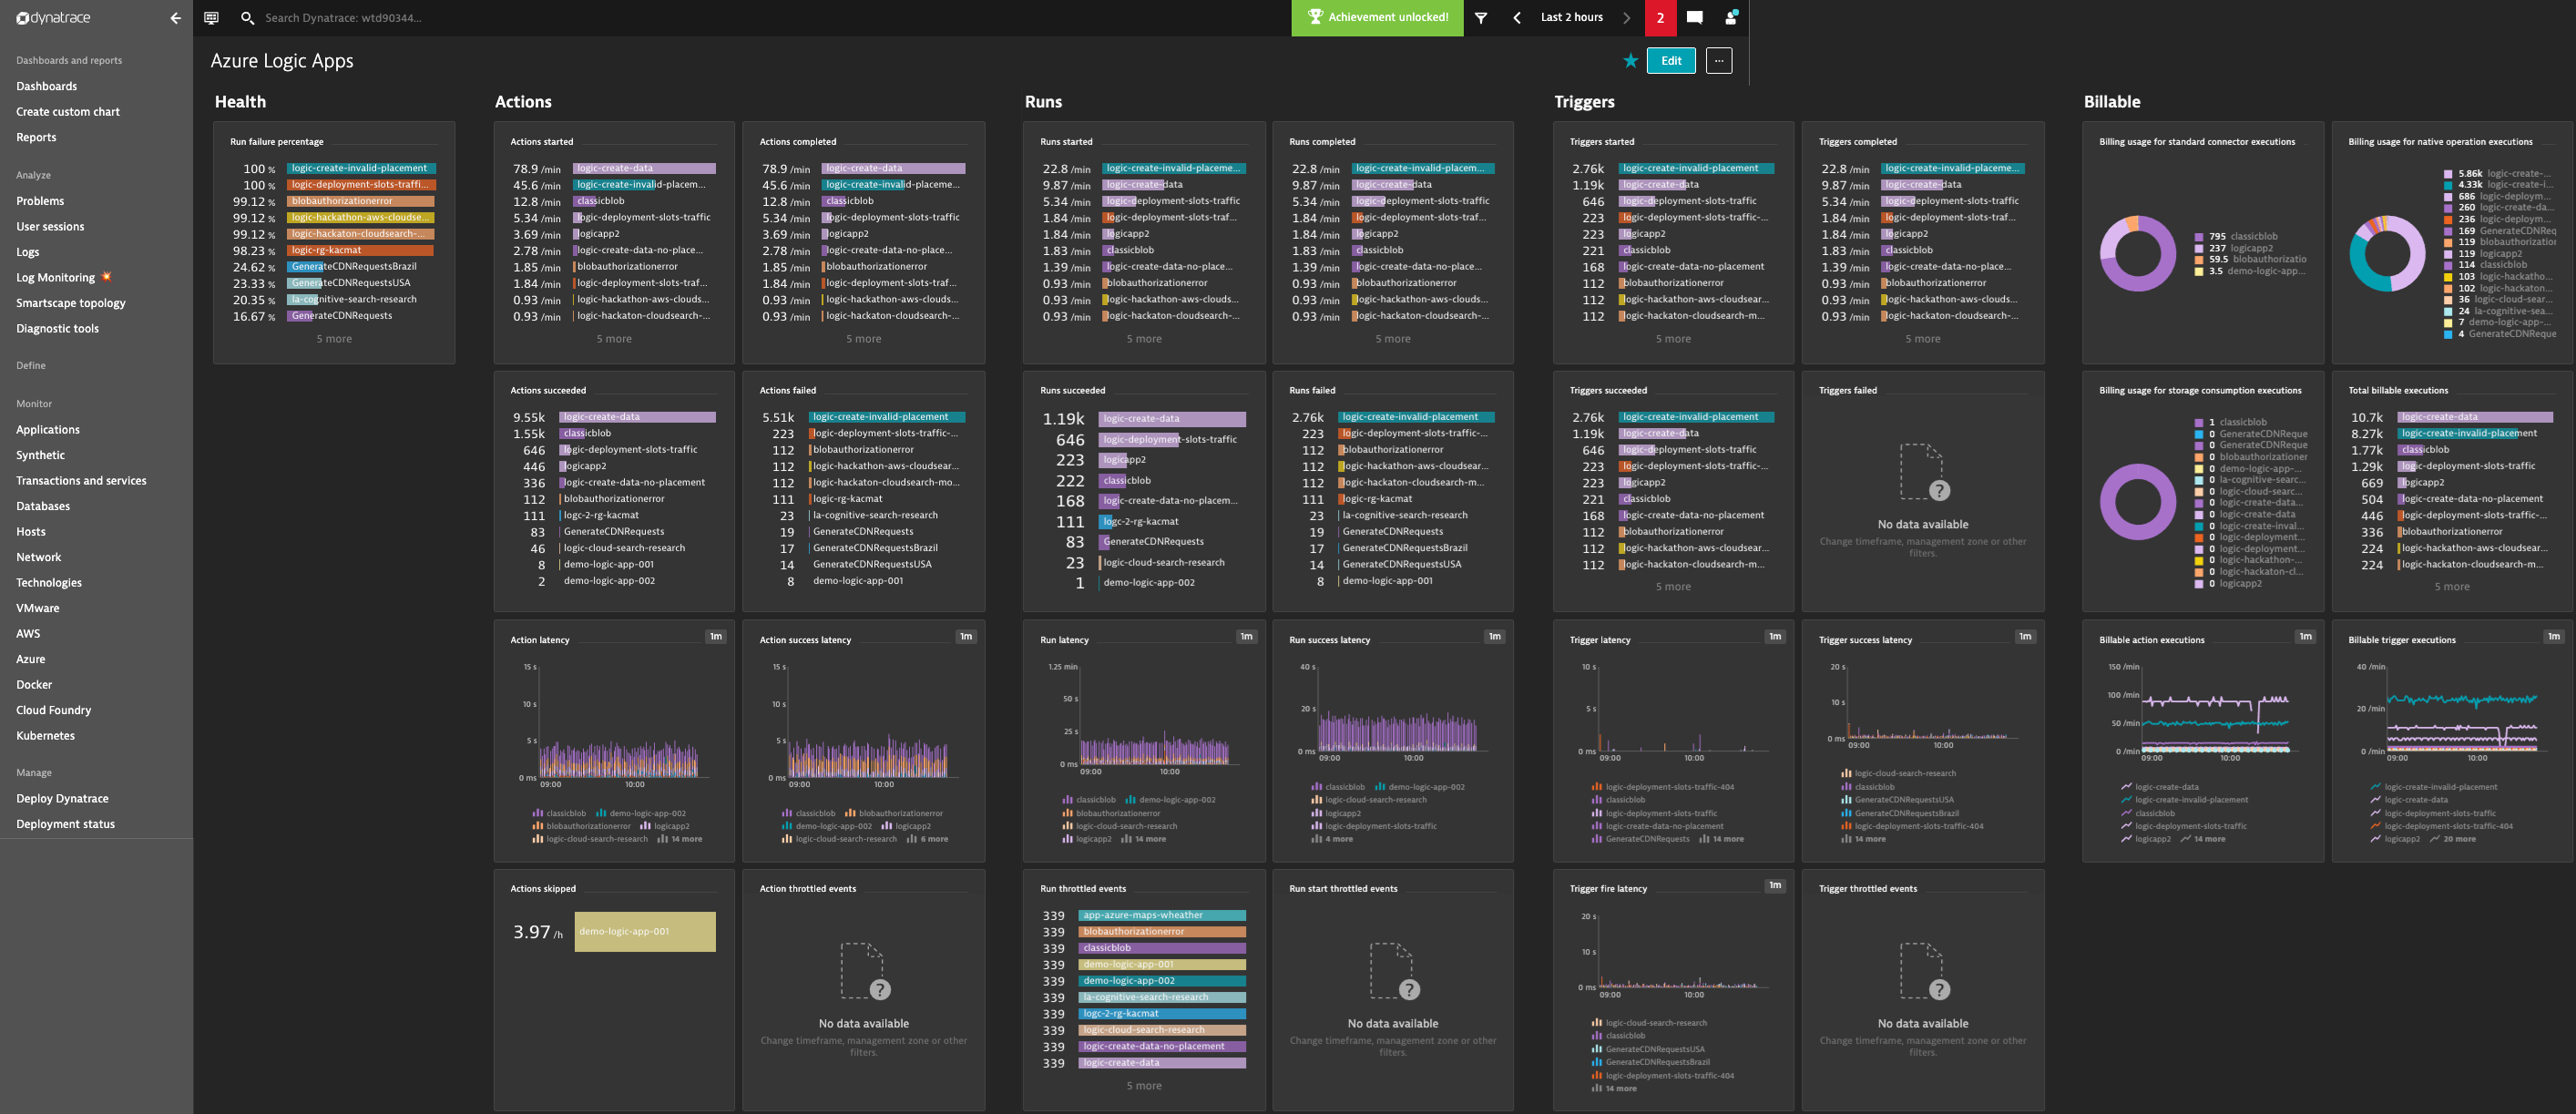 dynatrace
Search Dynatrace: wtd90344...
Achievement unlocked!
Last 2 hours
2
Dashboards and reports
Dashboards
Create custom chart
Reports
Analyze
Problems
User sessions
Logs
Log Monitoring
Smartscape topology
Diagnostic tools
Define
Monitor
Applications
Synthetic
Transactions and services
Databases
Hosts
Network
Technologies
VMware
AWS
Azure
Docker
Cloud Foundry
Kubernetes
Manage
Deploy Dynatrace
Deployment status
Azure Logic Apps
Edit
...
Health
Run failure percentage
100 % logic-create-invalid-placement
100 % logic-deployment-slots-traffi...
99.12 % blobauthorizationerror
99.12 % logic-hackathon-aws-cloudse...
99.12 % logic-hackaton-cloudsearch-...
98.23 % logic-rg-kacmat
24.62 % GenerateCDNRequestsBrazil
23.33 % GenerateCDNRequestsUSA
20.35 % la-cognitive-search-research
16.67 % GenerateCDNRequests
5 more
Actions
Actions started
78.9 /min logic-create-data
45.6 /min logic-create-invalid-placem...
12.8 /min classicblob
5.34 /min logic-deployment-slots-traffic
3.69 /min logicapp2
2.78 /min logic-create-data-no-place...
1.85 /min blobauthorizationerror
1.84 /min logic-deployment-slots-traf...
0.93 /min logic-hackathon-aws-clouds...
0.93 /min logic-hackaton-cloudsearch-...
5 more
Actions completed
78.9 /min logic-create-data
45.6 /min logic-create-invalid-placeme...
12.8 /min classicblob
5.34 /min logic-deployment-slots-traffic
3.69 /min logicapp2
2.78 /min logic-create-data-no-place...
1.85 /min blobauthorizationerror
1.84 /min logic-deployment-slots-traf...
0.93 /min logic-hackathon-aws-clouds...
0.93 /min logic-hackaton-cloudsearch-...
5 more
Actions succeeded
9.55k logic-create-data
1.55k classicblob
646 logic-deployment-slots-traffic
446 logicapp2
336 logic-create-data-no-placement
112 blobauthorizationerror
111 logc-2-rg-kacmat
83 GenerateCDNRequests
46 logic-cloud-search-research
8 demo-logic-app-001
2 demo-logic-app-002
Actions failed
5.51k logic-create-invalid-placement
223 logic-deployment-slots-traffic-...
112 blobauthorizationerror
112 logic-hackathon-aws-cloudsear...
112 logic-hackaton-cloudsearch-mo...
111 logic-rg-kacmat
23 la-cognitive-search-research
19 GenerateCDNRequests
17 GenerateCDNRequestsBrazil
14 GenerateCDNRequestsUSA
8 demo-logic-app-001
Action latency
1m
15 s
10 s
5 s
0 ms
09:00 10:00
classicblob demo-logic-app-002
blobauthorizationerror logicapp2
logic-cloud-search-research 14 more
Action success latency
1m
15 s
10 s
5 s
0 ms
09:00 10:00
classicblob blobauthorizationerror
demo-logic-app-002 logicapp2
logic-cloud-search-research 6 more
Actions skipped
3.97 /h demo-logic-app-001
Action throttled events
No data available
Change timeframe, management zone or other
filters.
Runs
Runs started
22.8 /min logic-create-invalid-placeme...
9.87 /min logic-create-data
5.34 /min logic-deployment-slots-traffic
1.84 /min logic-deployment-slots-traf...
1.84 /min logicapp2
1.83 /min classicblob
1.39 /min logic-create-data-no-place...
0.93 /min blobauthorizationerror
0.93 /min logic-hackathon-aws-clouds...
0.93 /min logic-hackaton-cloudsearch-...
5 more
Runs completed
22.8 /min logic-create-invalid-placem...
9.87 /min logic-create-data
5.34 /min logic-deployment-slots-traffic
1.84 /min logic-deployment-slots-traf...
1.84 /min logicapp2
1.83 /min classicblob
1.39 /min logic-create-data-no-place...
0.93 /min blobauthorizationerror
0.93 /min logic-hackathon-aws-clouds...
0.93 /min logic-hackaton-cloudsearch-...
5 more
Runs succeeded
1.19k logic-create-data
646 logic-deployment-slots-traffic
223 logicapp2
222 classicblob
168 logic-create-data-no-placem...
111 logc-2-rg-kacmat
83 GenerateCDNRequests
23 logic-cloud-search-research
1 demo-logic-app-002
Runs failed
2.76k logic-create-invalid-placement
223 logic-deployment-slots-traffic-...
112 blobauthorizationerror
112 logic-hackathon-aws-cloudsear...
112 logic-hackaton-cloudsearch-m...
111 logic-rg-kacmat
23 la-cognitive-search-research
19 GenerateCDNRequests
17 GenerateCDNRequestsBrazil
14 GenerateCDNRequestsUSA
8 demo-logic-app-001
Run latency
1m
1.25 min
50 s
25 s
0 ms
09:00 10:00
classicblob demo-logic-app-002
blobauthorizationerror
logic-cloud-search-research
logicapp2 14 more
Run success latency
1m
40 s
20 s
0 ms
09:00 10:00
classicblob demo-logic-app-002
logic-cloud-search-research
logicapp2
logic-deployment-slots-traffic
4 more
Run throttled events
339 app-azure-maps-wheather
339 blobauthorizationerror
339 classicblob
339 demo-logic-app-001
339 demo-logic-app-002
339 la-cognitive-search-research
339 logc-2-rg-kacmat
339 logic-cloud-search-research
339 logic-create-data-no-placement
339 logic-create-data
5 more
Run start throttled events
No data available
Change timeframe, management zone or other
filters.
Triggers
Triggers started
2.76k logic-create-invalid-placement
1.19k logic-create-data
646 logic-deployment-slots-traffic
223 logic-deployment-slots-traffic-...
223 logicapp2
221 classicblob
168 logic-create-data-no-placement
112 blobauthorizationerror
112 logic-hackathon-aws-cloudsear...
112 logic-hackaton-cloudsearch-m...
5 more
Triggers completed
22.8 /min logic-create-invalid-placeme...
9.87 /min logic-create-data
5.34 /min logic-deployment-slots-traffic
1.84 /min logic-deployment-slots-traf...
1.84 /min logicapp2
1.83 /min classicblob
1.39 /min logic-create-data-no-place...
0.93 /min blobauthorizationerror
0.93 /min logic-hackathon-aws-clouds...
0.93 /min logic-hackaton-cloudsearch-...
5 more
Triggers succeeded
2.76k logic-create-invalid-placement
1.19k logic-create-data
646 logic-deployment-slots-traffic
223 logic-deployment-slots-traffic-...
223 logicapp2
221 classicblob
168 logic-create-data-no-placement
112 blobauthorizationerror
112 logic-hackathon-aws-cloudsear...
112 logic-hackaton-cloudsearch-m...
5 more
Triggers failed
No data available
Change timeframe, management zone or other
filters.
Trigger latency
1m
10 s
5 s
0 ms
09:00 10:00
logic-deployment-slots-traffic-404
classicblob
logic-deployment-slots-traffic
logic-create-data-no-placement
GenerateCDNRequests 14 more
Trigger success latency
1m
20 s
10 s
0 ms
09:00 10:00
logic-cloud-search-research
classicblob
GenerateCDNRequestsUSA
GenerateCDNRequestsBrazil
logic-deployment-slots-traffic-404
14 more
Trigger fire latency
1m
20 s
10 s
0 ms
09:00 10:00
logic-cloud-search-research
classicblob
GenerateCDNRequestsUSA
GenerateCDNRequestsBrazil
logic-deployment-slots-traffic-404
14 more
Trigger throttled events
No data available
Change timeframe, management zone or other
filters.
Billable
Billing usage for standard connector executions
795 classicblob
237 logicapp2
59.5 blobauthorizatio
3.5 demo-logic-app...
Billing usage for native operation executions
5.86k logic-create-...
4.33k logic-create-i...
686 logic-deploym...
260 logic-create-da...
236 logic-deploym...
169 GenerateCDNReq
119 blobauthorizatior
119 logicapp2
114 classicblob
103 logic-hackatho...
102 logic-hackaton...
36 logic-cloud-sear...
24 la-cognitive-sea...
7 demo-logic-app-...
4 GenerateCDNReque
Billing usage for storage consumption executions
1 classicblob
0 GenerateCDNReque
0 GenerateCDNReque
0 blobauthorizationer
0 demo-logic-app-...
0 la-cognitive-searc...
0 logic-cloud-searc...
0 logic-create-data...
0 logic-create-data
0 logic-create-inval...
0 logic-deployment...
0 logic-deployment...
0 logic-hackathon-...
0 logic-hackaton-cl...
0 logicapp2
Total billable executions
10.7k logic-create-data
8.27k logic-create-invalid-placement
1.77k classicblob
1.29k logic-deployment-slots-traffic
669 logicapp2
504 logic-create-data-no-placement
446 logic-deployment-slots-traffic-...
336 blobauthorizationerror
224 logic-hackathon-aws-cloudsear...
224 logic-hackaton-cloudsearch-m...
5 more
Billable action executions
1m
150 /min
100 /min
50 /min
0 /min
09:00 10:00
logic-create-data
logic-create-invalid-placement
classicblob
logic-deployment-slots-traffic
logicapp2 14 more
Billable trigger executions
1m
40 /min
20 /min
0 /min
09:00 10:00
logic-create-invalid-placement
logic-create-data
logic-deployment-slots-traffic
logic-deployment-slots-traffic-404
logicapp2 20 more